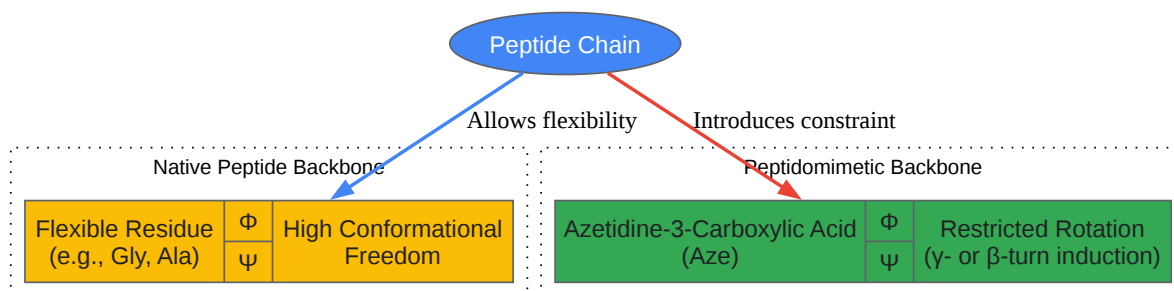 Peptide Chain
Allows flexibility
Introduces constraint
Native Peptide Backbone
Flexible Residue
(e.g., Gly, Ala)
Φ
Ψ
High Conformational
Freedom
Peptidomimetic Backbone
Azetidine-3-Carboxylic Acid
(Aze)
Φ
Ψ
Restricted Rotation
(γ- or β-turn induction)